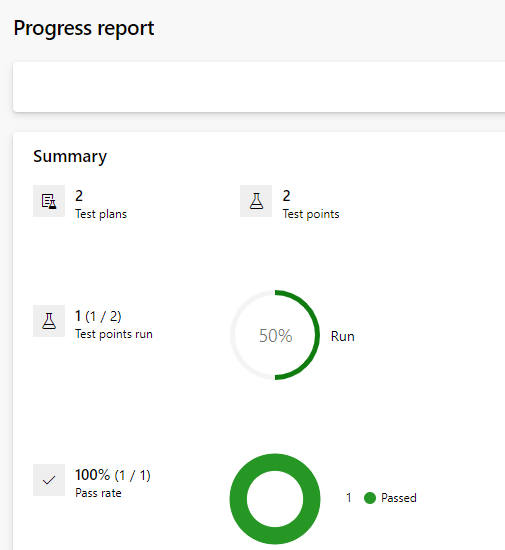 Progress report
Summary
2
Test plans
2
Test points
1 (1 / 2)
Test points run
50%
Run
100% (1 / 1)
Pass rate
1 Passed